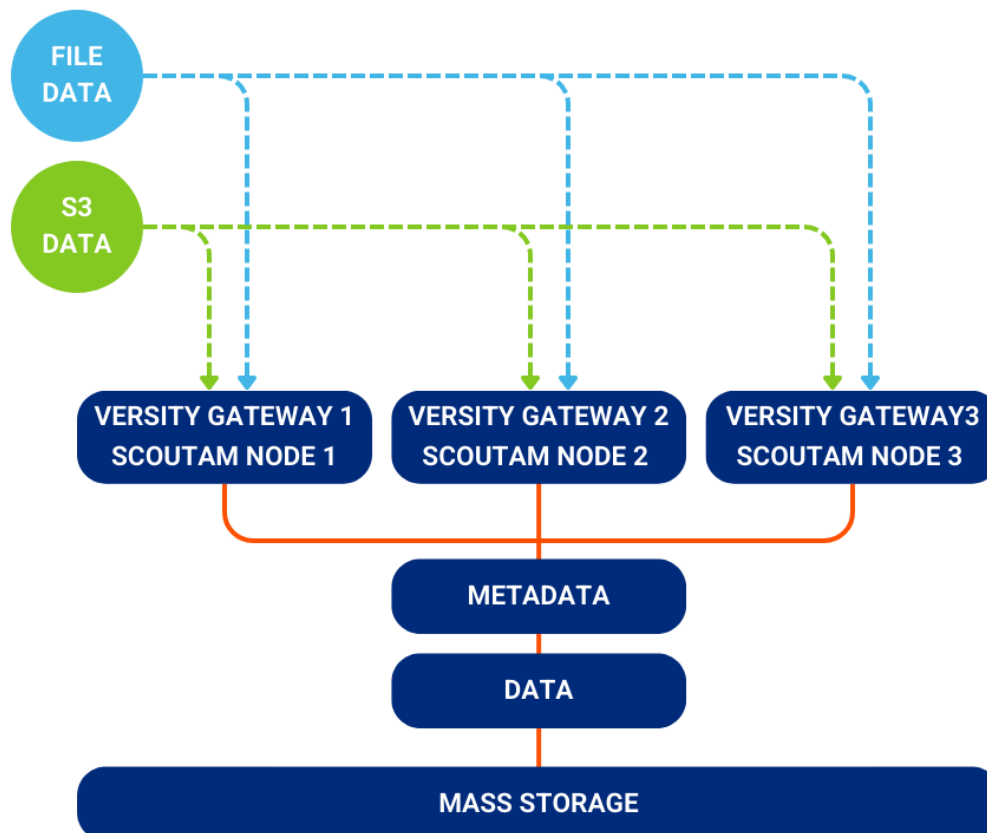 FILE
DATA
S3
DATA
VERSITY GATEWAY 1
SCOUTAM NODE 1
VERSITY GATEWAY 2
SCOUTAM NODE 2
VERSITY GATEWAY3
SCOUTAM NODE 3
METADATA
DATA
MASS STORAGE